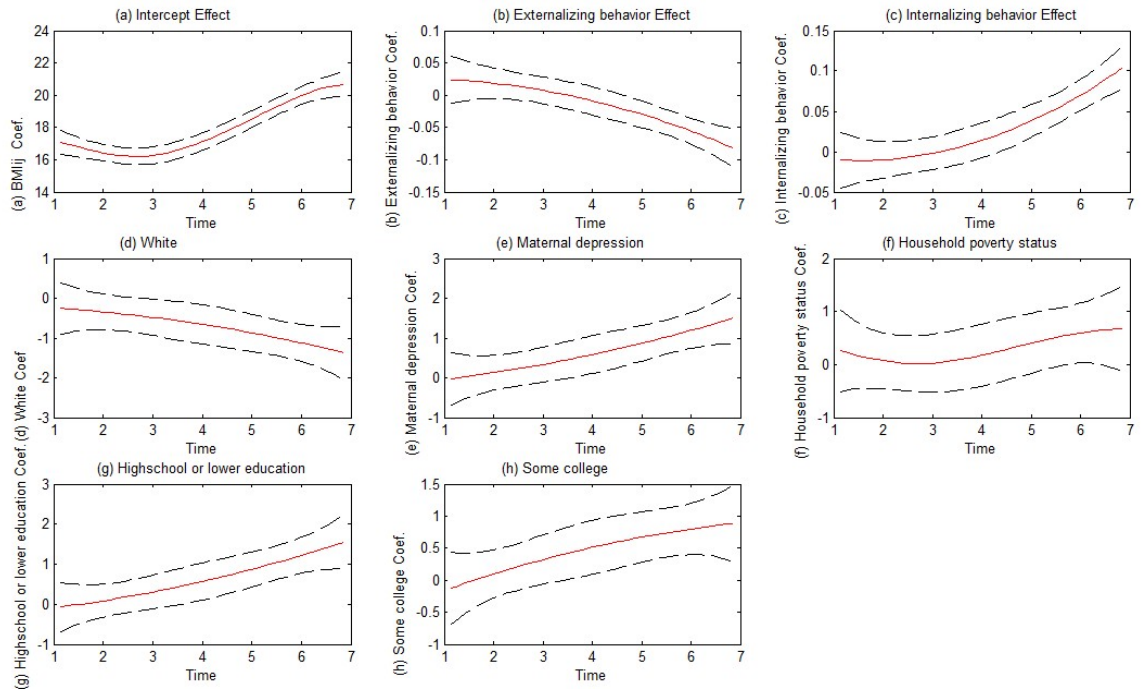 (a) Intercept Effect
(a) BMIij Coef.
24
22
20
18
16
14
1 2 3 4 5 6 7
Time
(b) Externalizing behavior Effect
(b) Externalizing behavior Coef.
0.1
0.05
0
-0.05
-0.1
-0.15
1 2 3 4 5 6 7
Time
(c) Internalizing behavior Effect
(c) Internalizing behavior Coef.
0.15
0.1
0.05
0
-0.05
1 2 3 4 5 6 7
Time
(d) White
(d) White Coef
1
0
-1
-2
-3
1 2 3 4 5 6 7
Time
(e) Maternal depression
(e) Maternal depression Coef.
3
2
1
0
-1
1 2 3 4 5 6 7
Time
(f) Household poverty status
(f) Household poverty status Coef.
2
1
0
-1
1 2 3 4 5 6 7
Time
(g) Highschool or lower education
(g) Highschool or lower education Coef.
3
2
1
0
-1
1 2 3 4 5 6 7
Time
(h) Some college
(h) Some college Coef.
1.5
1
0.5
0
-0.5
-1
1 2 3 4 5 6 7
Time